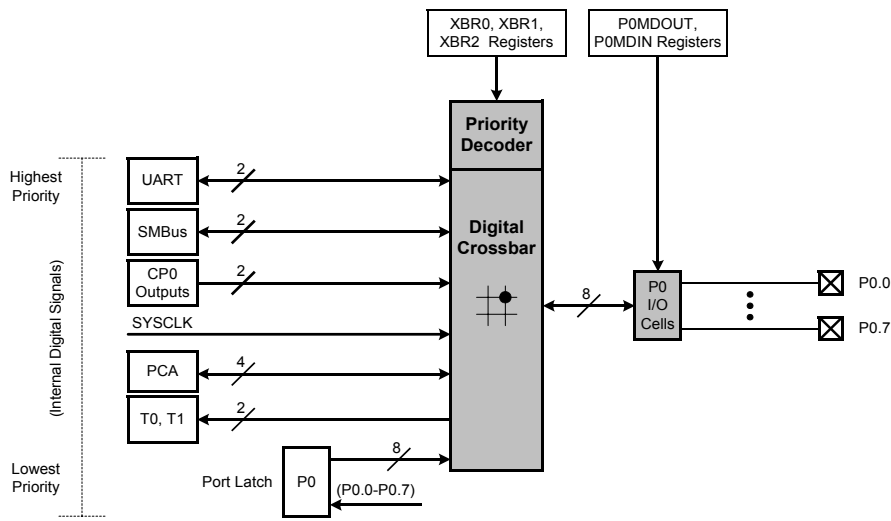 XBR0, XBR1,
XBR2 Registers
P0MDOUT,
P0MDIN Registers
Priority
Decoder
Highest
Priority
UART
2
SMBus
2
Digital
Crossbar
CP0
Outputs
2
8
P0
I/O
Cells
P0.0
P0.7
SYSCLK
(Internal Digital Signals)
PCA
4
T0, T1
2
Lowest
Priority
Port Latch
P0
8
(P0.0-P0.7)